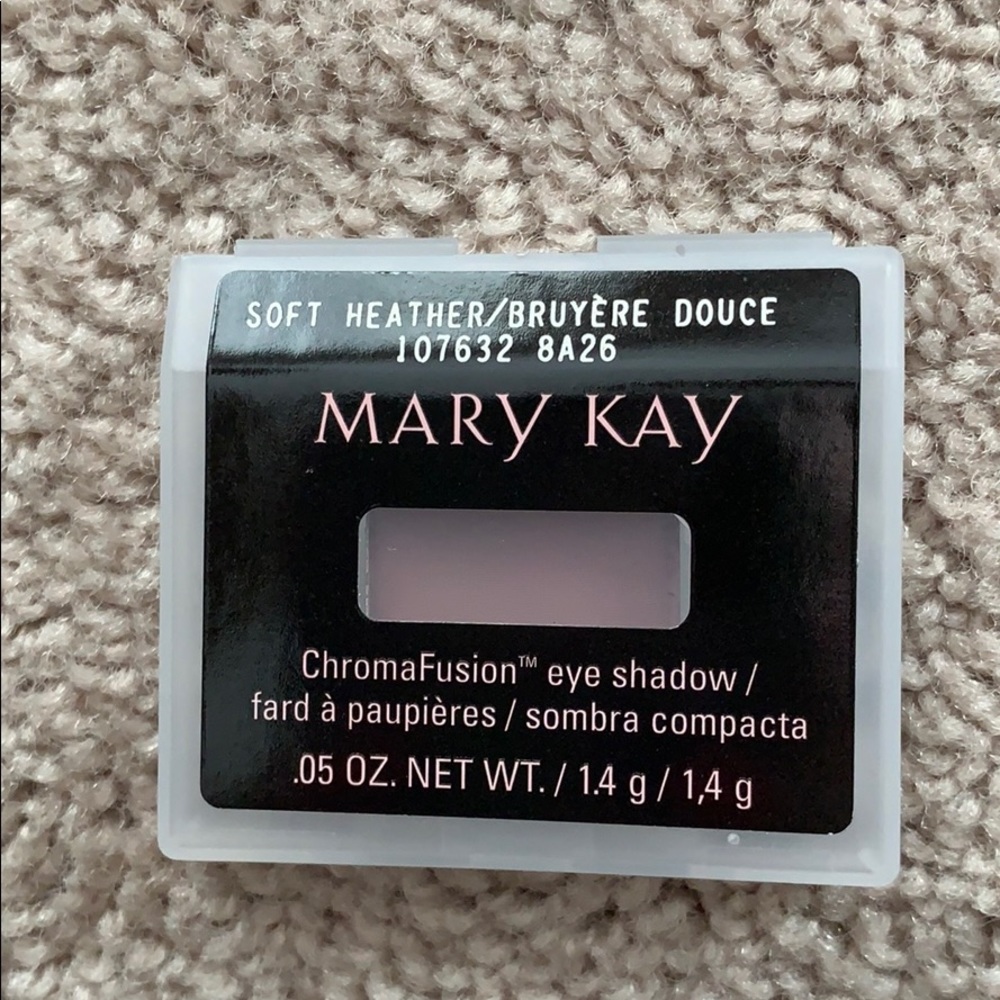 SOFT HEATHER/BRUYÈRE DOUCE
107632 8A26
MARY KAY
ChromaFusion™ eye shadow /
fard à paupières / sombra compacta
.05 OZ. NET WT. / 1.4 g / 1,4 g